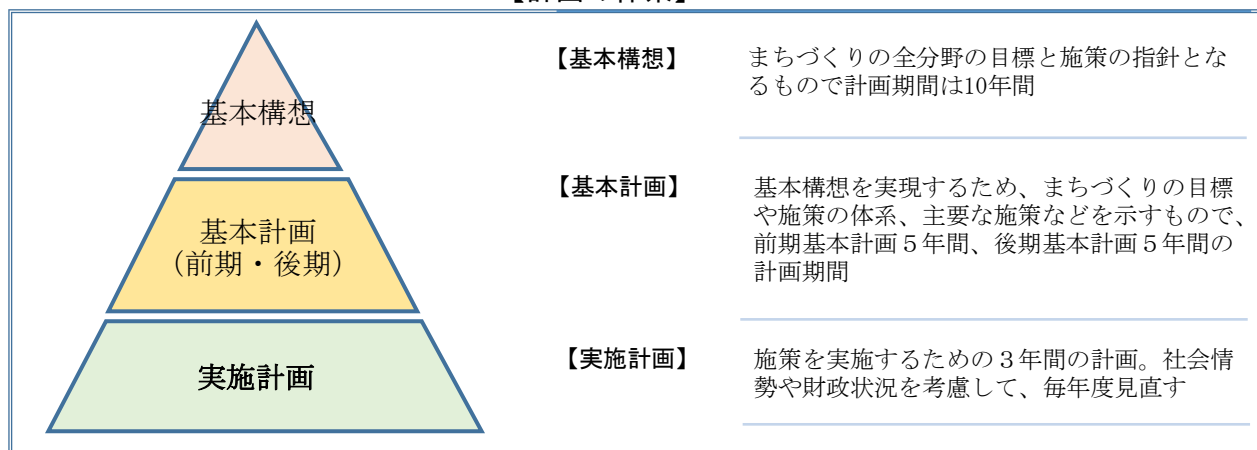 基本構想
基本計画
（前期・後期）
実施計画
【基本構想】
まちづくりの全分野の目標と施策の指針とな
るもので計画期間は10年間
【基本計画】
基本構想を実現するため、まちづくりの目標
や施策の体系、主要な施策などを示すもので、
前期基本計画５年間、後期基本計画５年間の
計画期間
【実施計画】
施策を実施するための３年間の計画。社会情
勢や財政状況を考慮して、毎年度見直す